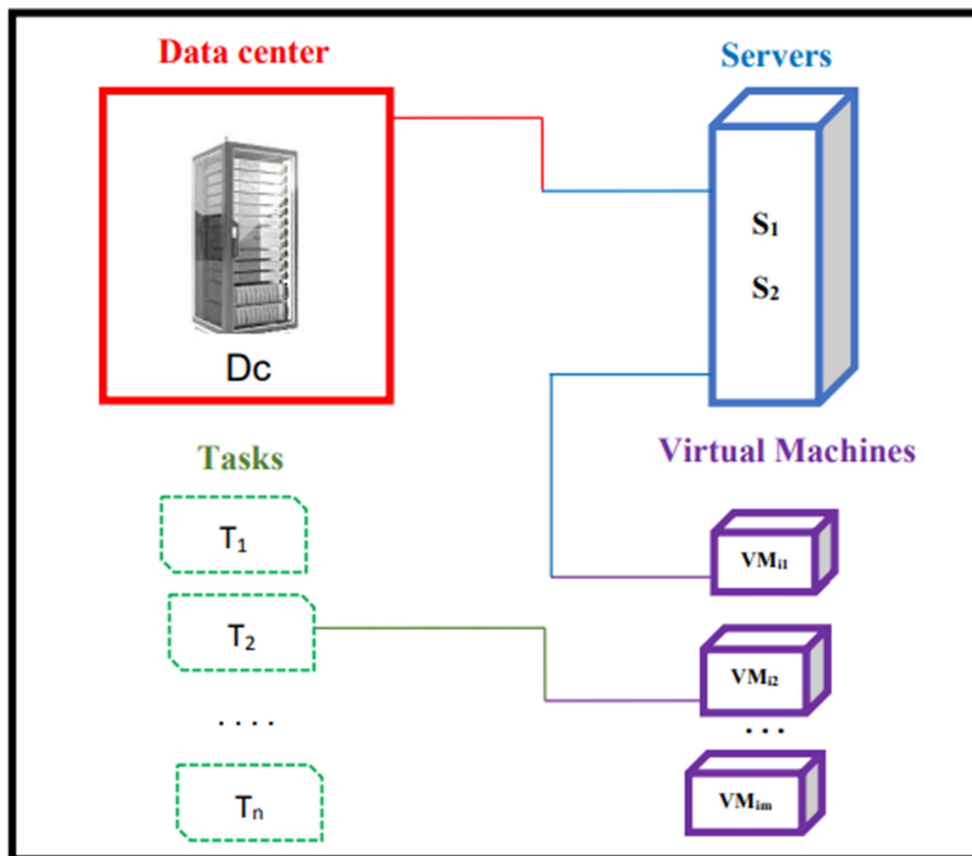 Data center
Servers
S₁
S₂
Dc
Tasks
Virtual Machines
T₁
VMᵢ₁
T₂
VMᵢ₂
. . . .
. . .
Tₙ
VMᵢₘ